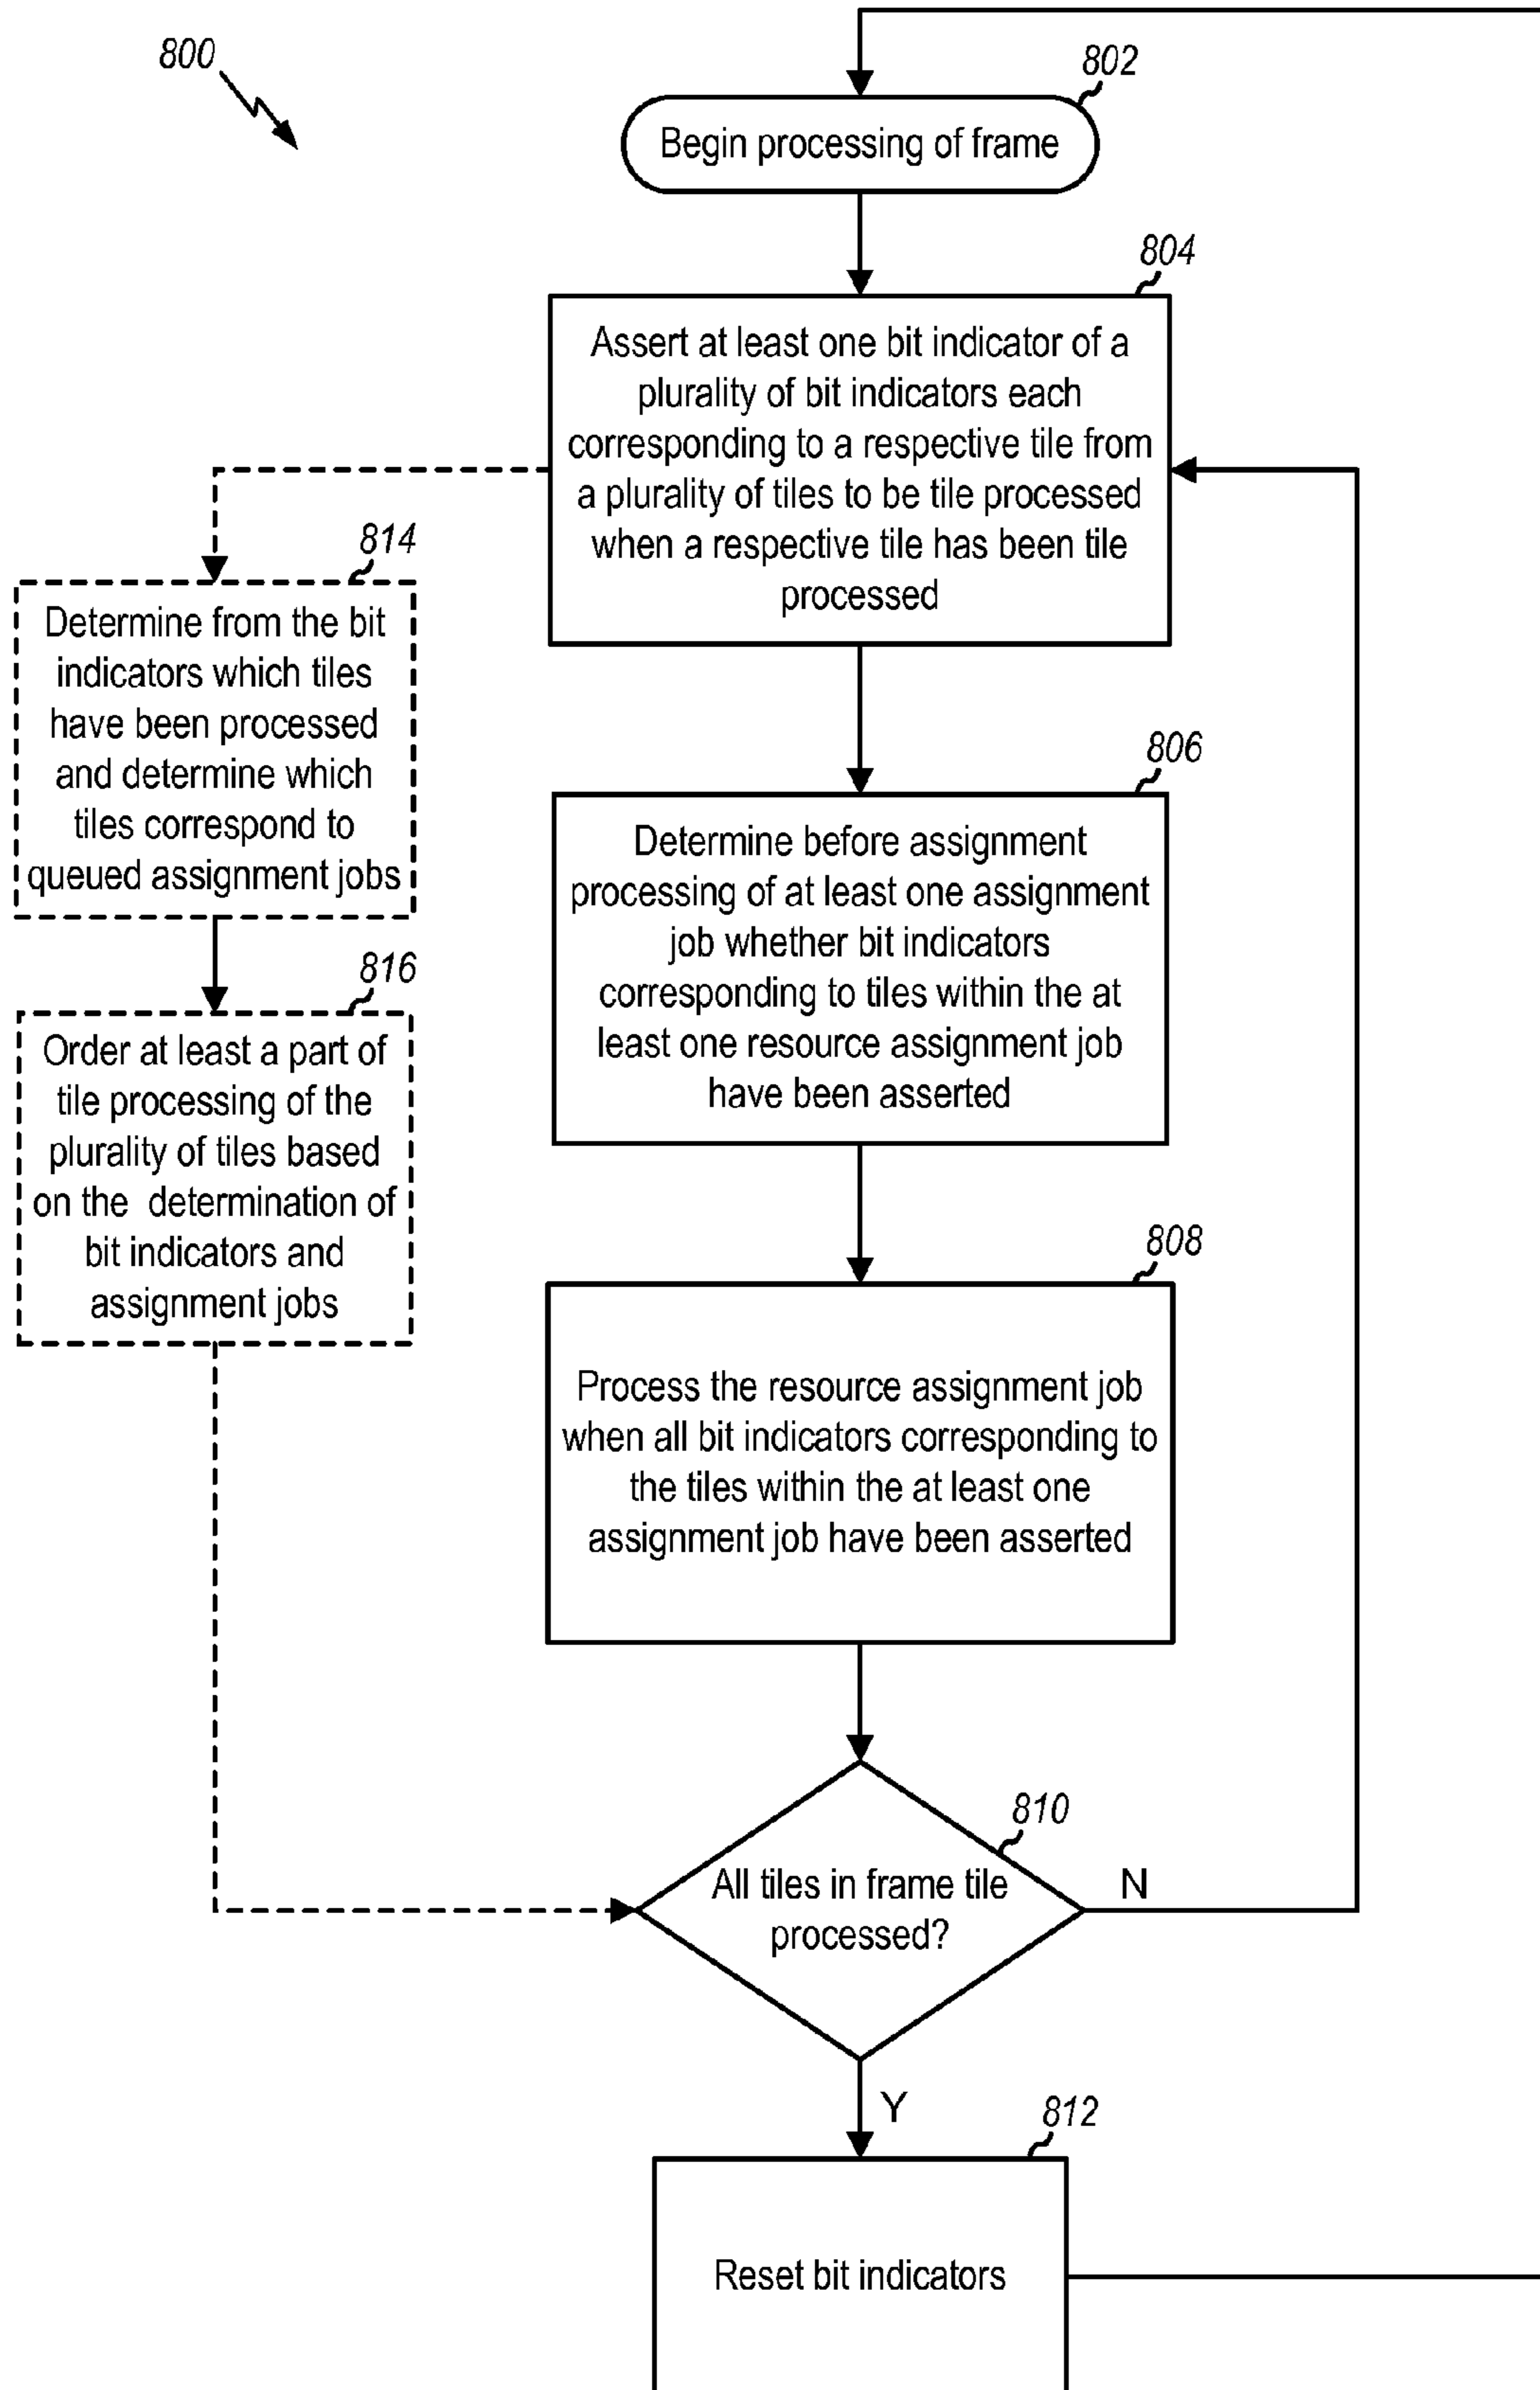 800
802
Begin processing of frame
804
Assert at least one bit indicator of a
plurality of bit indicators each
corresponding to a respective tile from
a plurality of tiles to be tile processed
when a respective tile has been tile
processed
814
Determine from the bit
indicators which tiles
have been processed
and determine which
tiles correspond to
queued assignment jobs
806
Determine before assignment
processing of at least one assignment
job whether bit indicators
corresponding to tiles within the at
least one resource assignment job
have been asserted
816
Order at least a part of
tile processing of the
plurality of tiles based
on the determination of
bit indicators and
assignment jobs
808
Process the resource assignment job
when all bit indicators corresponding to
the tiles within the at least one
assignment job have been asserted
810
All tiles in frame tile
processed?
N
Y
812
Reset bit indicators